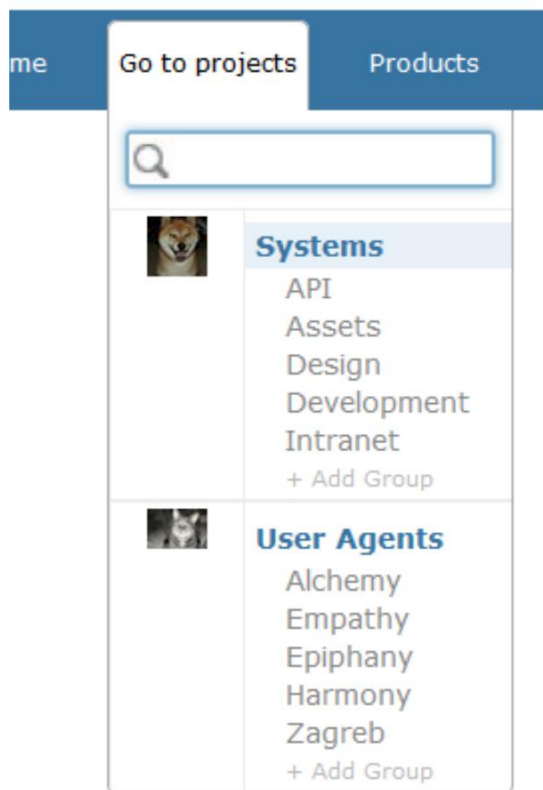 me
Go to projects
Products
Systems
API
Assets
Design
Development
Intranet
+ Add Group
User Agents
Alchemy
Empathy
Epiphany
Harmony
Zagreb
+ Add Group